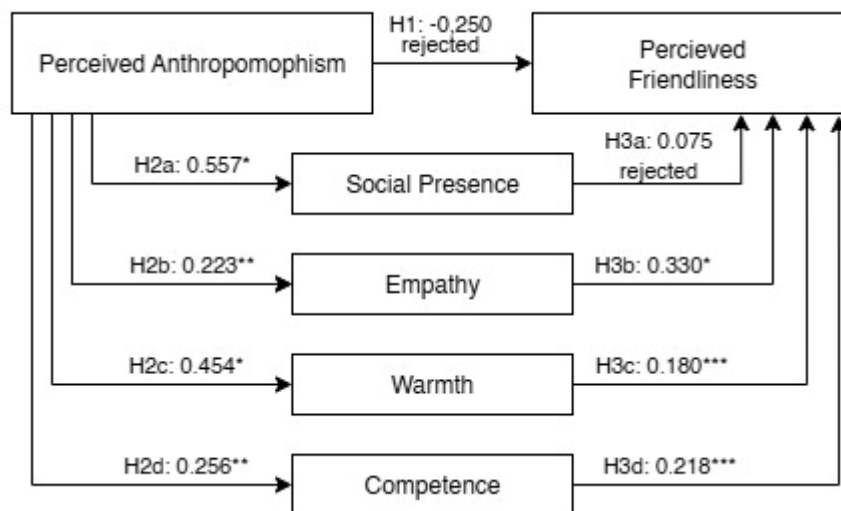 H1: -0,250
rejected
Perceived Anthropomophism
Percieved
Friendliness
H2a: 0.557*
Social Presence
H3a: 0.075
rejected
H2b: 0.223**
Empathy
H3b: 0.330*
H2c: 0.454*
Warmth
H3c: 0.180***
H2d: 0.256**
Competence
H3d: 0.218***